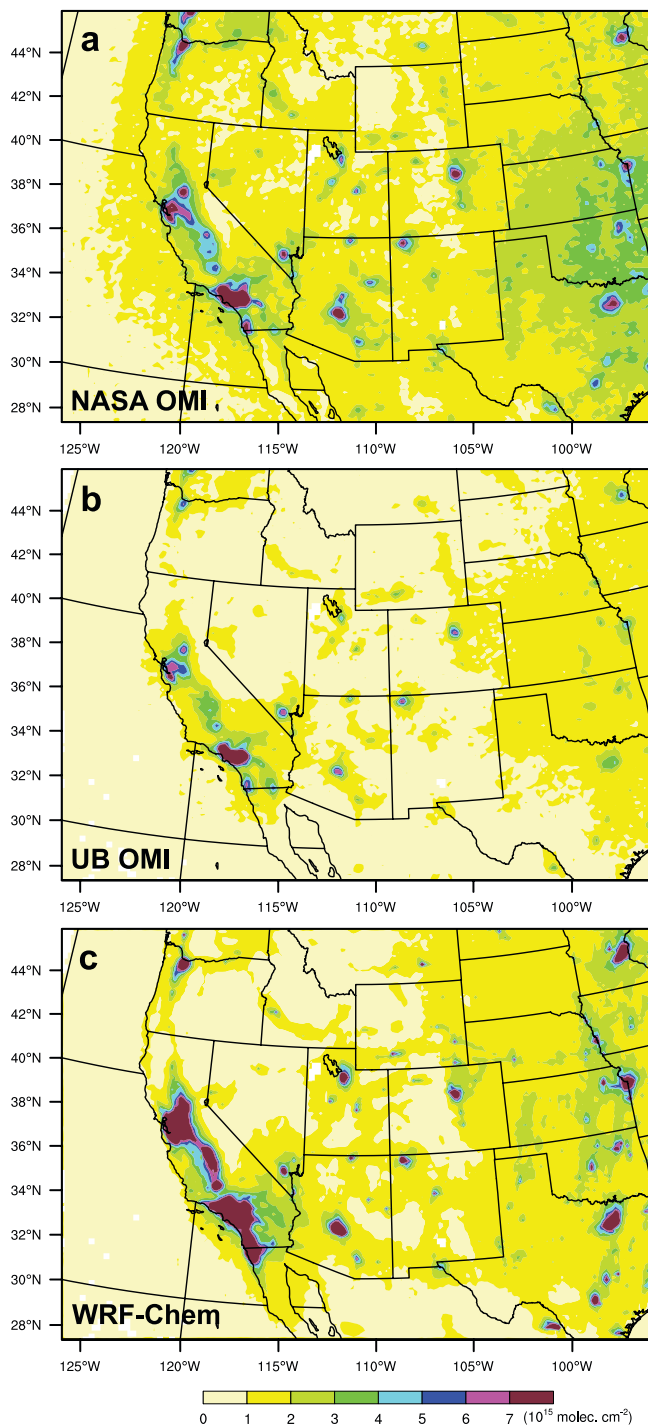 a
44°N
42°N
40°N
38°N
36°N
34°N
32°N
30°N
28°N
NASA OMI
125°W 120°W 115°W 110°W 105°W 100°W
b
44°N
42°N
40°N
38°N
36°N
34°N
32°N
30°N
28°N
UB OMI
125°W 120°W 115°W 110°W 105°W 100°W
c
44°N
42°N
40°N
38°N
36°N
34°N
32°N
30°N
28°N
WRF-Chem
125°W 120°W 115°W 110°W 105°W 100°W
0 1 2 3 4 5 6 7 (10¹⁵ molec. cm⁻²)